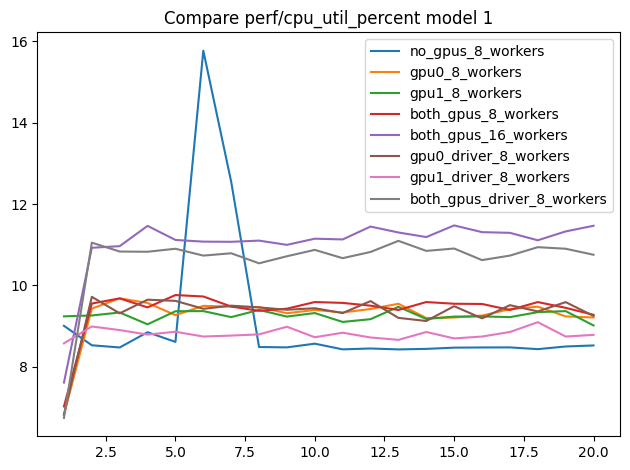 Compare perf/cpu_util_percent model 1
16
14
12
10
8
no_gpus_8_workers
gpu0_8_workers
gpu1_8_workers
both_gpus_8_workers
both_gpus_16_workers
gpu0_driver_8_workers
gpu1_driver_8_workers
both_gpus_driver_8_workers
2.5 5.0 7.5 10.0 12.5 15.0 17.5 20.0